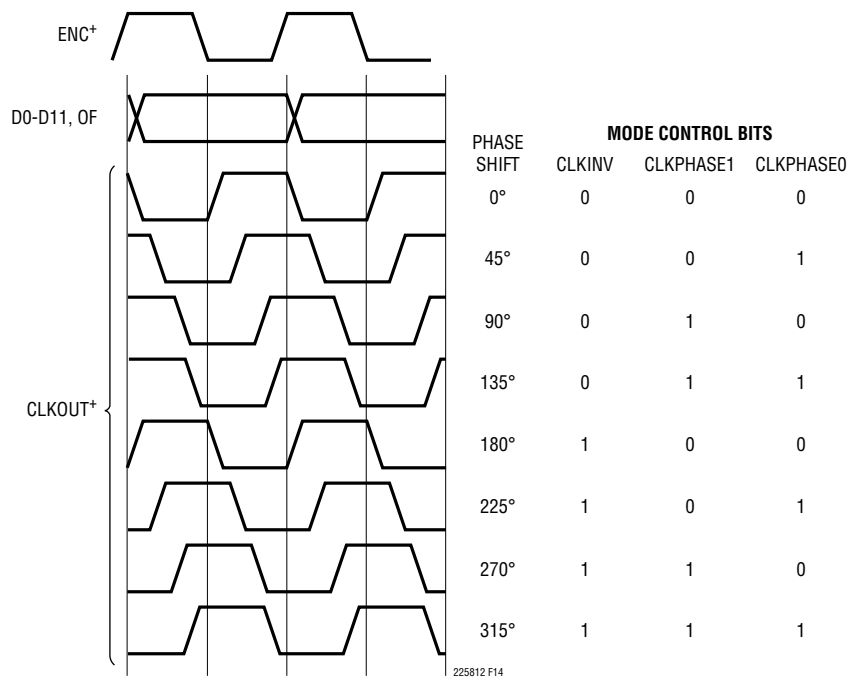 ENC+
D0-D11, OF
MODE CONTROL BITS
PHASE SHIFT CLKINV CLKPHASE1 CLKPHASE0
0° 0 0 0
45° 0 0 1
90° 0 1 0
135° 0 1 1
CLKOUT+
180° 1 0 0
225° 1 0 1
270° 1 1 0
315° 1 1 1
225812 F14